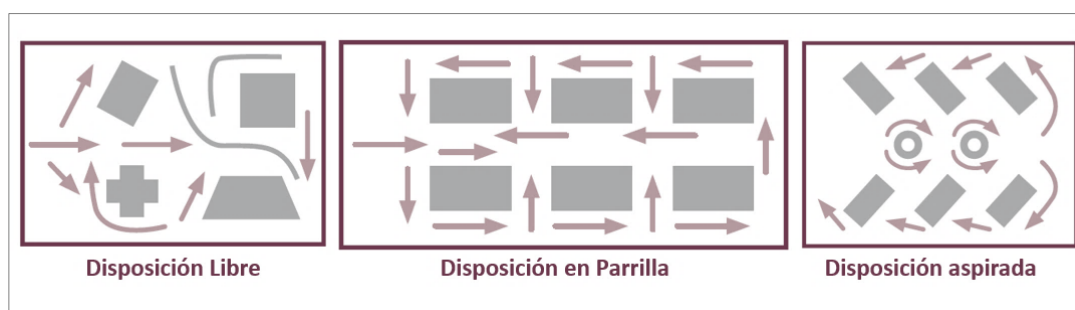 Disposición Libre
Disposición en Parrilla
Disposición aspirada